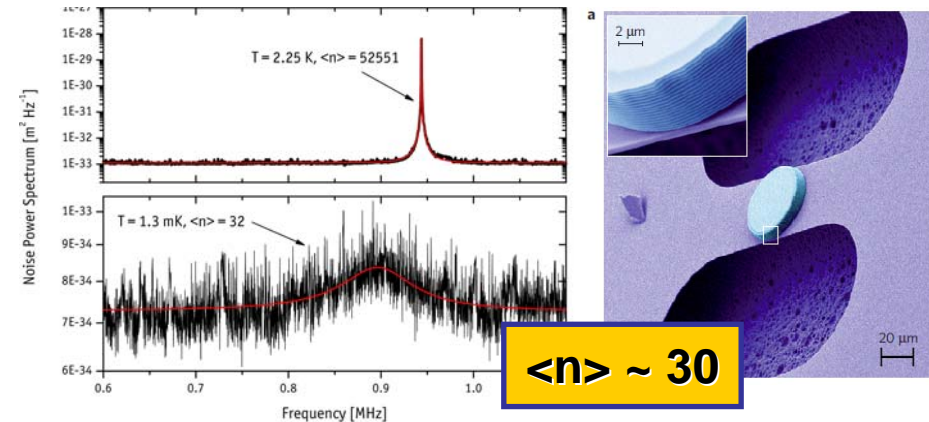 1E-27
1E-28
1E-29
1E-30
1E-31
1E-32
1E-33
T = 2.25 K, <n> = 52551
1E-33
9E-34
8E-34
7E-34
6E-34
T = 1.3 mK, <n> = 32
0.6 0.7 0.8 0.9 1.0
Frequency [MHz]
Noise Power Spectrum [m² Hz⁻¹]
a
2 µm
20 µm
<n> ~ 30